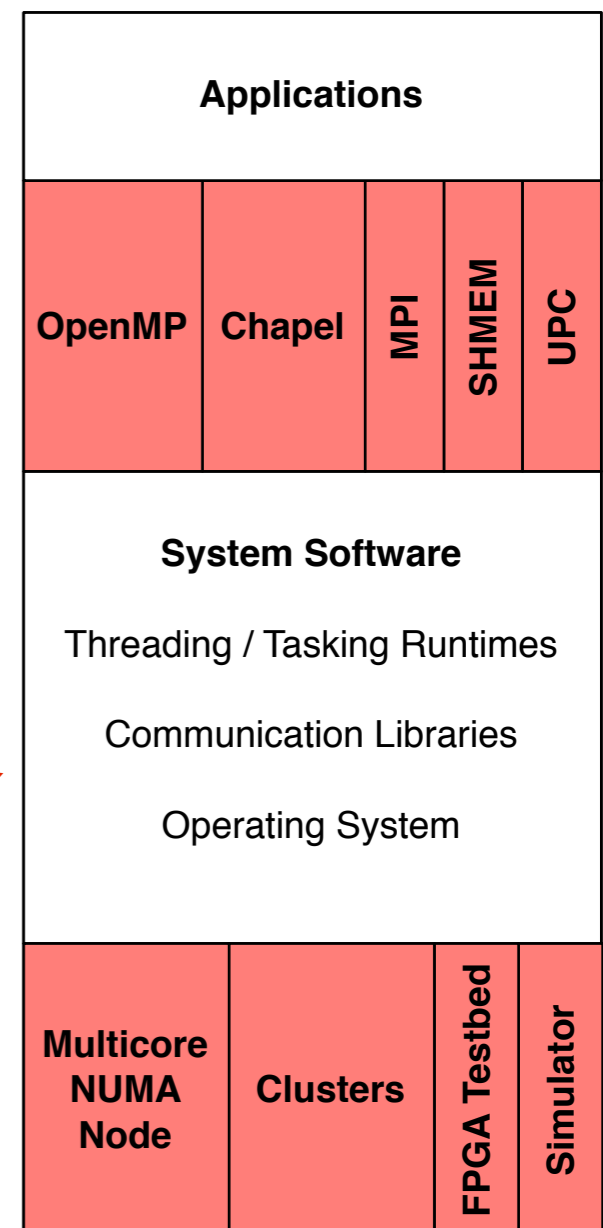 Applications
OpenMP
Chapel
MPI
SHMEM
UPC
System Software
Threading / Tasking Runtimes
Communication Libraries
Operating System
Multicore
NUMA
Node
Clusters
FPGA Testbed
Simulator